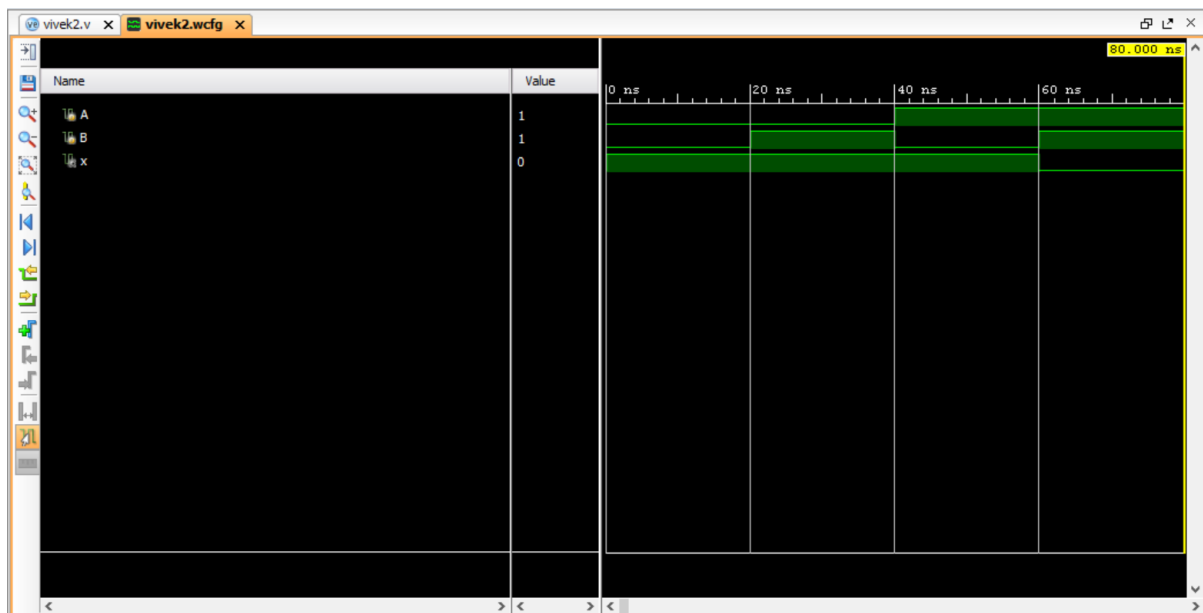 vivek2.v vivek2.wcfg
80.000 ns
Name Value
0 ns 20 ns 40 ns 60 ns
A 1
B 1
x 0